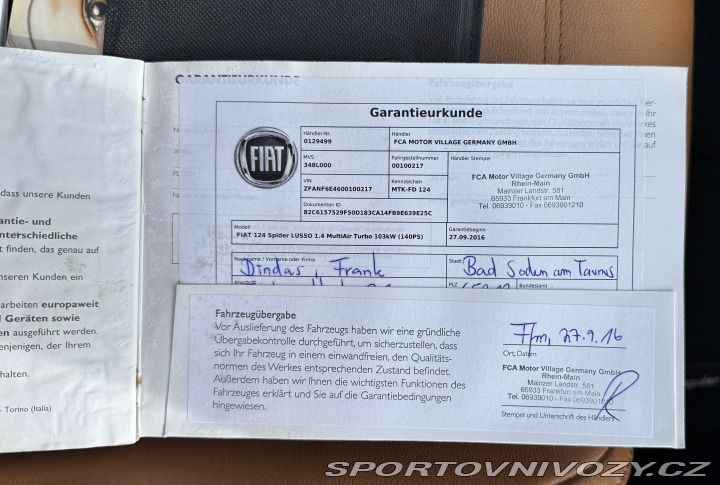 dass unsere Kunden
antie- und
nterschiedliche
t finden, das genau auf
nseren Kunden ein
arbeiten europaweit
l Geräten sowie
en ausgeführt werden.
enjenigen, der Ihrem
halten.
- Torino (Italia)
GARANTIEURKUNDE
Fahrzeugübergabe
Garantieurkunde
FIAT
Händler-Nr.
0129499
Händler
FCA MOTOR VILLAGE GERMANY GMBH
MVS
348L000
Fahrgestellnummer
00100217
Händler Stempel
FCA Motor Village Germany GmbH
Rhein-Main
Mainzer Landstr. 581
65933 Frankfurt am Main
Tel. 06939010 - Fax 0693901210
VIN
ZFANF6E4600100217
Kennzeichen
MTK-FD 124
Dokumenten ID
82C6157529F50D183CA14FB9E639E25C
Modell
FIAT 124 Spider LUSSO 1.4 MultiAir Turbo 103kW (140PS)
Garantiebeginn
27.09.2016
Nachname / Vorname oder Firma
Dindas, Frank
Stadt
Bad Soden am Taunus
PLZ
Bundesland
Fahrzeugübergabe
Vor Auslieferung des Fahrzeugs haben wir eine gründliche
Übergabekontrolle durchgeführt, um sicherzustellen, dass
sich Ihr Fahrzeug in einem einwandfreien, den Qualitäts-
normen des Werkes entsprechenden Zustand befindet.
Außerdem haben wir Ihnen die wichtigsten Funktionen des
Fahrzeuges erklärt und Sie auf die Garantiebedingungen
hingewiesen.
Ffm, 27.9.16
Ort, Datum
FCA Motor Village Germany GmbH
Rhein-Main
Mainzer Landstr. 581
65933 Frankfurt am Main
Tel. 06939010 - Fax 0693901210
Stempel und Unterschrift des Händlers
SPORTOVNIVOZY.CZ